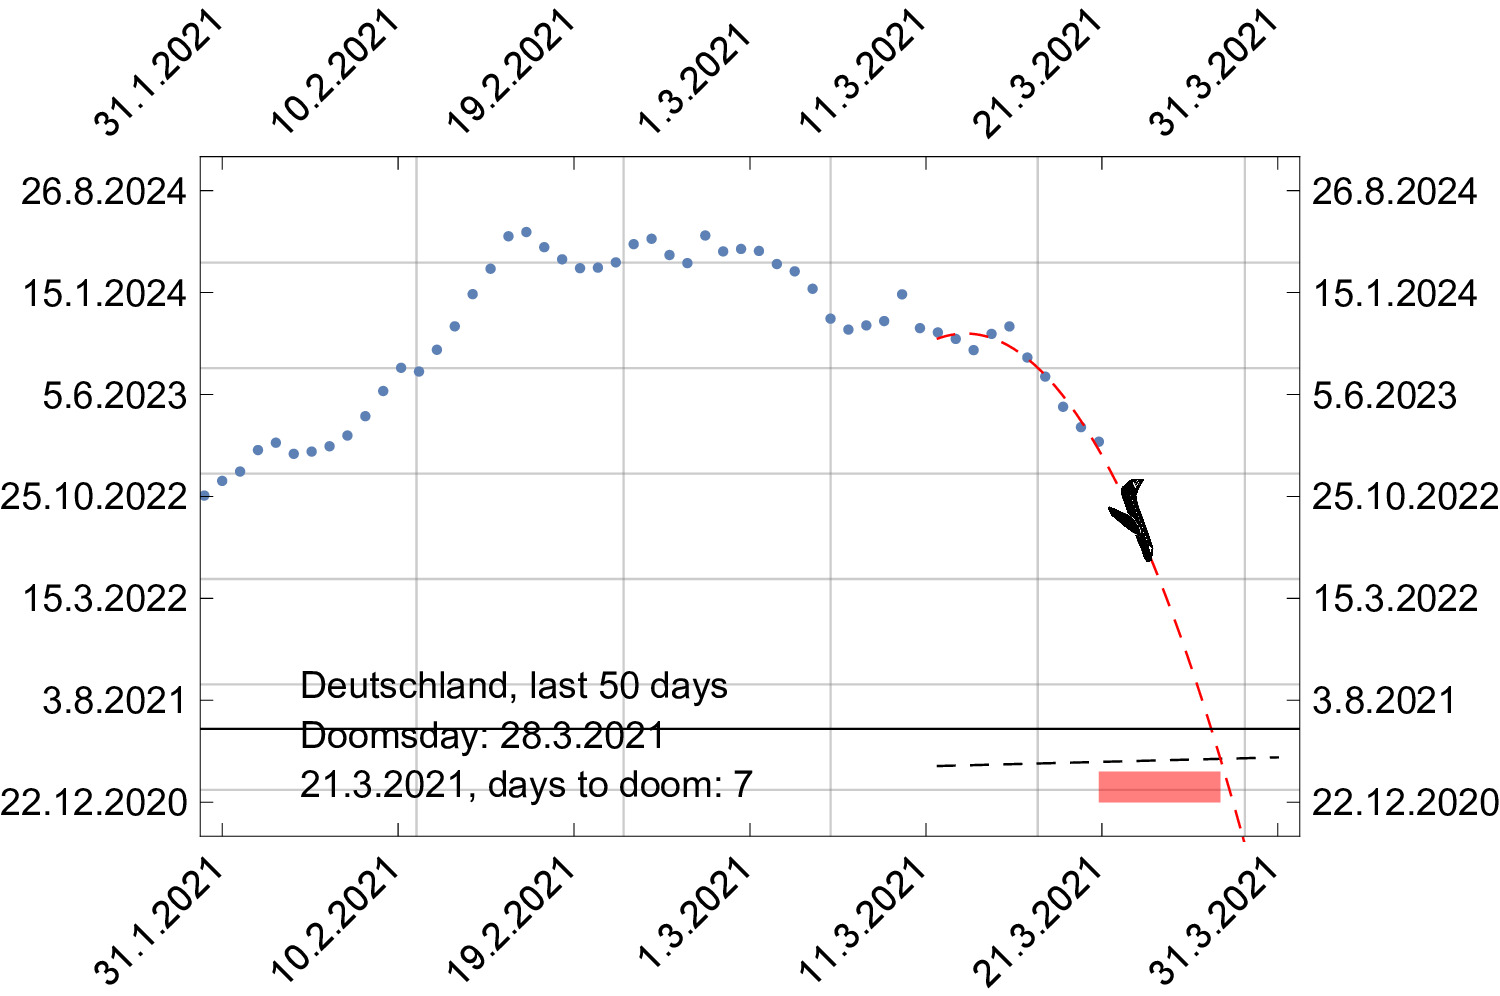 31.1.2021 10.2.2021 19.2.2021 1.3.2021 11.3.2021 21.3.2021 31.3.2021
26.8.2024 26.8.2024
15.1.2024 15.1.2024
5.6.2023 5.6.2023
25.10.2022 25.10.2022
15.3.2022 15.3.2022
Deutschland, last 50 days
3.8.2021 3.8.2021
Doomsday: 28.3.2021
21.3.2021, days to doom: 7
22.12.2020 22.12.2020
31.1.2021 10.2.2021 19.2.2021 1.3.2021 11.3.2021 21.3.2021 31.3.2021